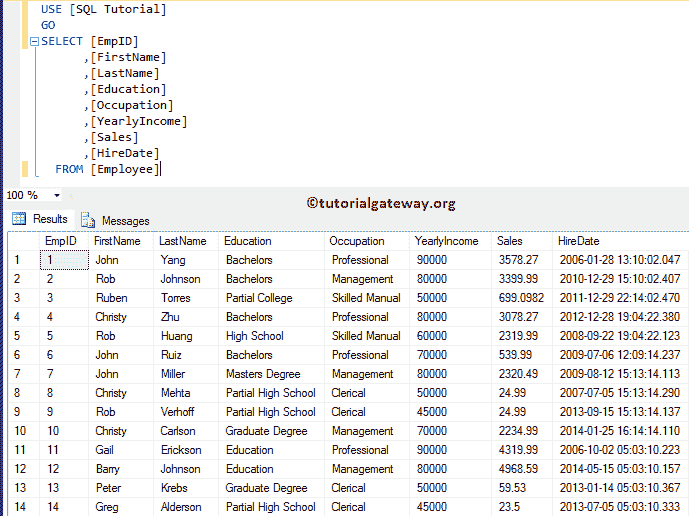 USE [SQL Tutorial]
GO
SELECT [EmpID]
,[FirstName]
,[LastName]
,[Education]
,[Occupation]
,[YearlyIncome]
,[Sales]
,[HireDate]
FROM [Employee]
100 %
©tutorialgateway.org
Results Messages
EmpID FirstName LastName Education Occupation YearlyIncome Sales HireDate
1 1 John Yang Bachelors Professional 90000 3578.27 2006-01-28 13:10:02.047
2 2 Rob Johnson Bachelors Management 80000 3399.99 2010-12-29 15:10:02.407
3 3 Ruben Torres Partial College Skilled Manual 50000 699.0982 2011-12-29 22:14:02.470
4 4 Christy Zhu Bachelors Professional 80000 3078.27 2012-12-28 19:04:22.380
5 5 Rob Huang High School Skilled Manual 60000 2319.99 2008-09-22 19:04:22.123
6 6 John Ruiz Bachelors Professional 70000 539.99 2009-07-06 12:09:14.237
7 7 John Miller Masters Degree Management 80000 2320.49 2009-08-12 15:13:14.113
8 8 Christy Mehta Partial High School Clerical 50000 24.99 2007-07-05 15:13:14.290
9 9 Rob Verhoff Partial High School Clerical 45000 24.99 2013-09-15 15:13:14.137
10 10 Christy Carlson Graduate Degree Management 70000 2234.99 2014-01-25 16:14:14.110
11 11 Gail Erickson Education Professional 90000 4319.99 2006-10-02 05:03:10.223
12 12 Barry Johnson Education Management 80000 4968.59 2014-05-15 05:03:10.157
13 13 Peter Krebs Graduate Degree Clerical 50000 59.53 2013-01-14 05:03:10.367
14 14 Greg Alderson Partial High School Clerical 45000 23.5 2013-07-05 05:03:10.333